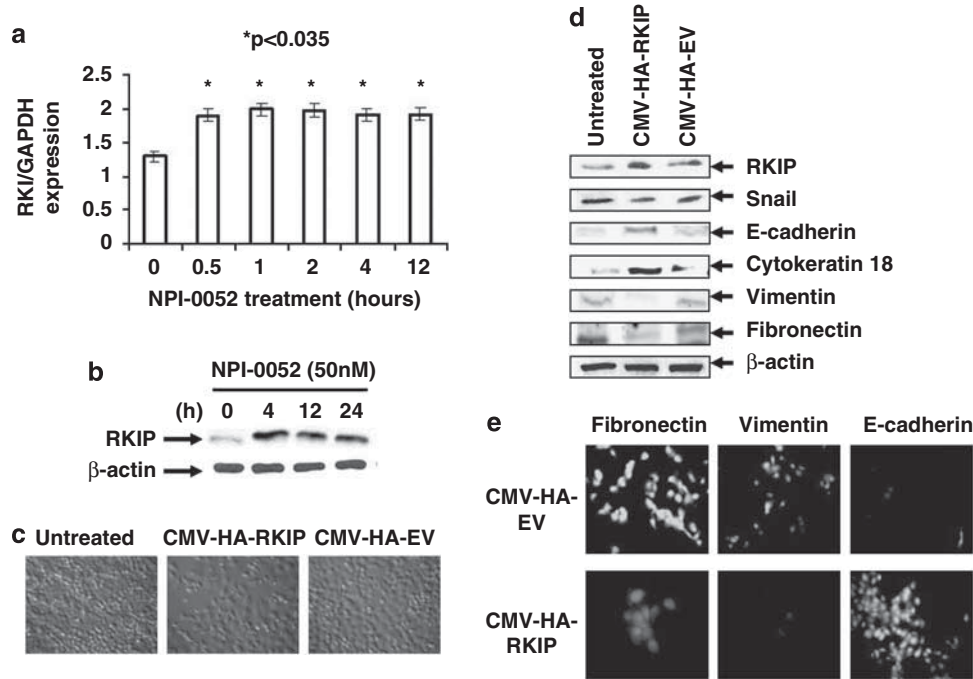 a
*p<0.035
RKI/GAPDH
expression
2.5
2
1.5
1
0.5
0
* * * * *
0 0.5 1 2 4 12
NPI-0052 treatment (hours)
b
NPI-0052 (50nM)
(h) 0 4 12 24
RKIP
β-actin
c
Untreated CMV-HA-RKIP CMV-HA-EV
d
Untreated
CMV-HA-RKIP
CMV-HA-EV
RKIP
Snail
E-cadherin
Cytokeratin 18
Vimentin
Fibronectin
β-actin
e
Fibronectin Vimentin E-cadherin
CMV-HA-
EV
CMV-HA-
RKIP